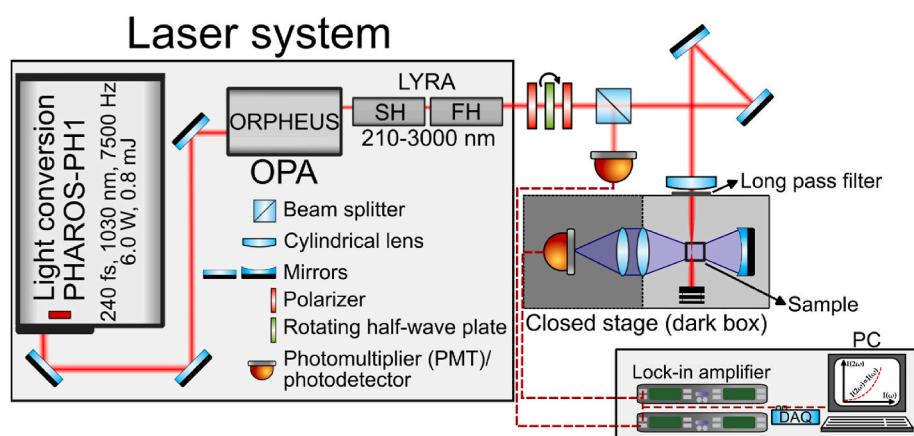 Laser system
Light conversion
PHAROS-PH1
240 fs, 1030 nm, 7500 Hz
6.0 W, 0.8 mJ
ORPHEUS
OPA
LYRA
SH
FH
210-3000 nm
Beam splitter
Cylindrical lens
Mirrors
Polarizer
Rotating half-wave plate
Photomultiplier (PMT)/
photodetector
Long pass filter
Sample
Closed stage (dark box)
PC
Lock-in amplifier
DAQ
I(2ω)
I(2ω)∝I(ω)
I(ω)